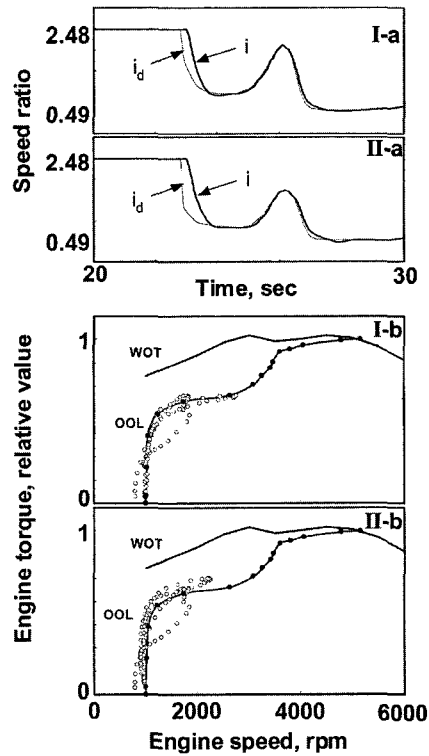 Speed ratio
2.48
I-a
i_d
i
0.49
2.48
II-a
i_d
i
0.49
20
30
Time, sec
Engine torque, relative value
1
I-b
WOT
OOL
0
1
II-b
WOT
OOL
0
0
2000
4000
6000
Engine speed, rpm